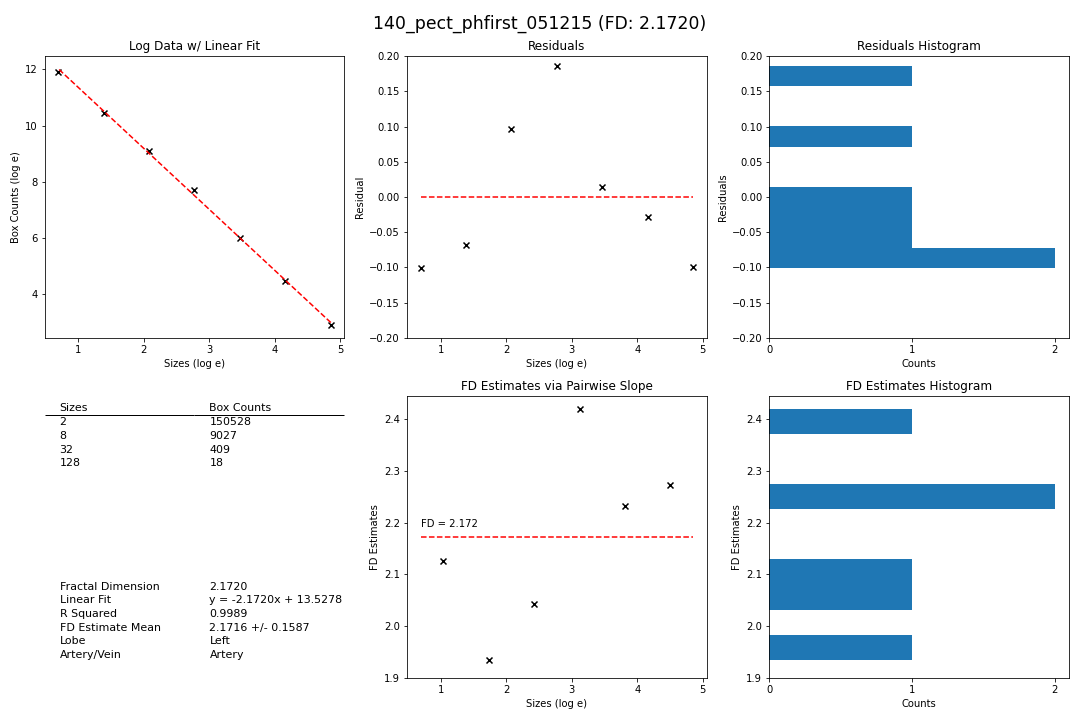 140_pect_phfirst_051215 (FD: 2.1720)
Log Data w/ Linear Fit
12
10
8
6
4
Box Counts (log e)
1 2 3 4 5
Sizes (log e)
Residuals
0.20
0.15
0.10
0.05
0.00
−0.05
−0.10
−0.15
−0.20
Residual
1 2 3 4 5
Sizes (log e)
Residuals Histogram
0.20
0.15
0.10
0.05
0.00
−0.05
−0.10
−0.15
−0.20
Residuals
0 1 2
Counts
Sizes Box Counts
2 150528
8 9027
32 409
128 18
Fractal Dimension 2.1720
Linear Fit y = -2.1720x + 13.5278
R Squared 0.9989
FD Estimate Mean 2.1716 +/- 0.1587
Lobe Left
Artery/Vein Artery
FD Estimates via Pairwise Slope
2.4
2.3
2.2
2.1
2.0
1.9
FD Estimates
FD = 2.172
1 2 3 4 5
Sizes (log e)
FD Estimates Histogram
2.4
2.3
2.2
2.1
2.0
1.9
FD Estimates
0 1 2
Counts